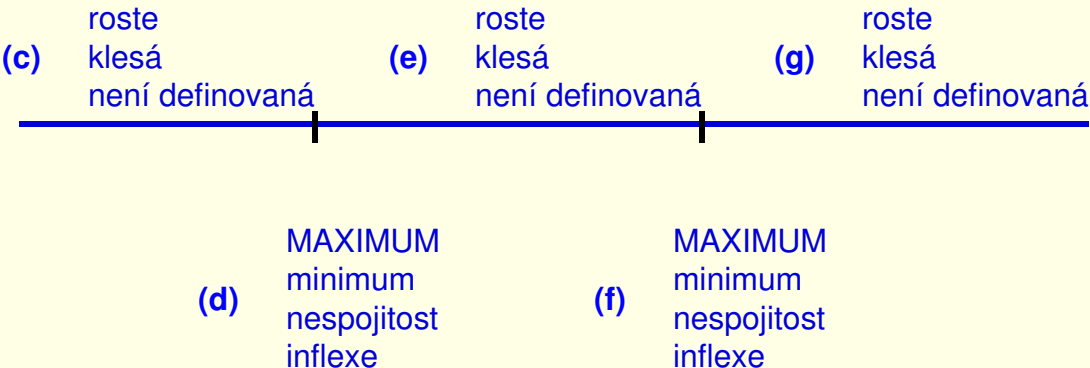 (c) roste
klesá
není definovaná
(e) roste
klesá
není definovaná
(g) roste
klesá
není definovaná
(d) MAXIMUM
minimum
nespojitost
inflexe
(f) MAXIMUM
minimum
nespojitost
inflexe